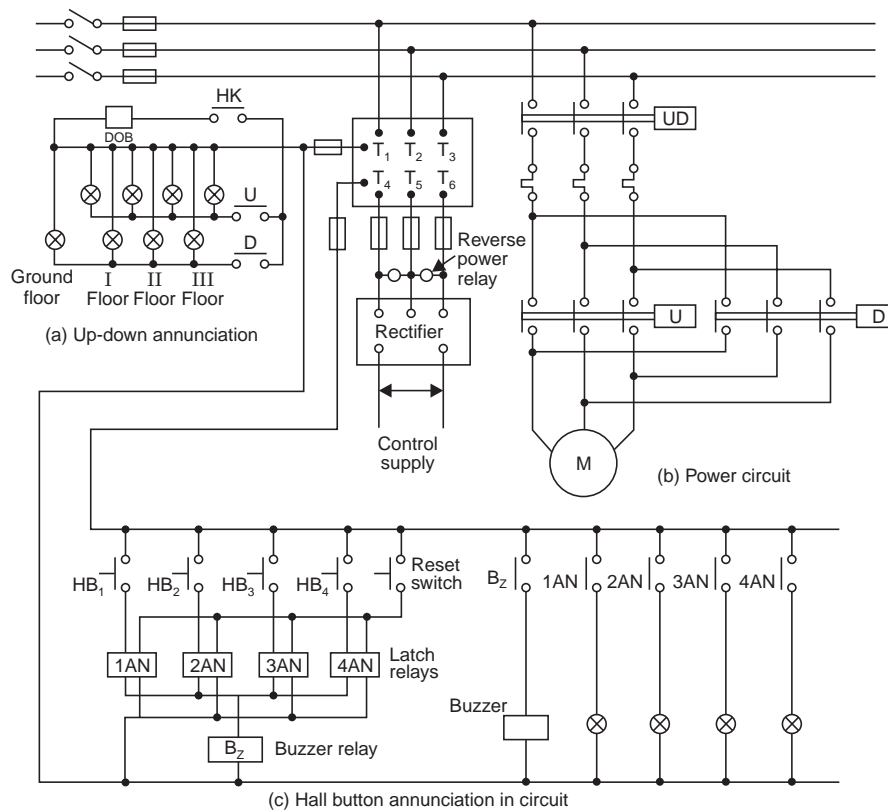 HK
DOB
U
D
Ground
floor
I
Floor
II
Floor
III
Floor
(a) Up-down annunciation
T1
T2
T3
T4
T5
T6
Reverse
power
relay
Rectifier
Control
supply
UD
U
D
M
(b) Power circuit
HB1
HB2
HB3
HB4
Reset
switch
BZ
1AN
2AN
3AN
4AN
1AN
2AN
3AN
4AN
Latch
relays
Buzzer
BZ
Buzzer relay
(c) Hall button annunciation in circuit